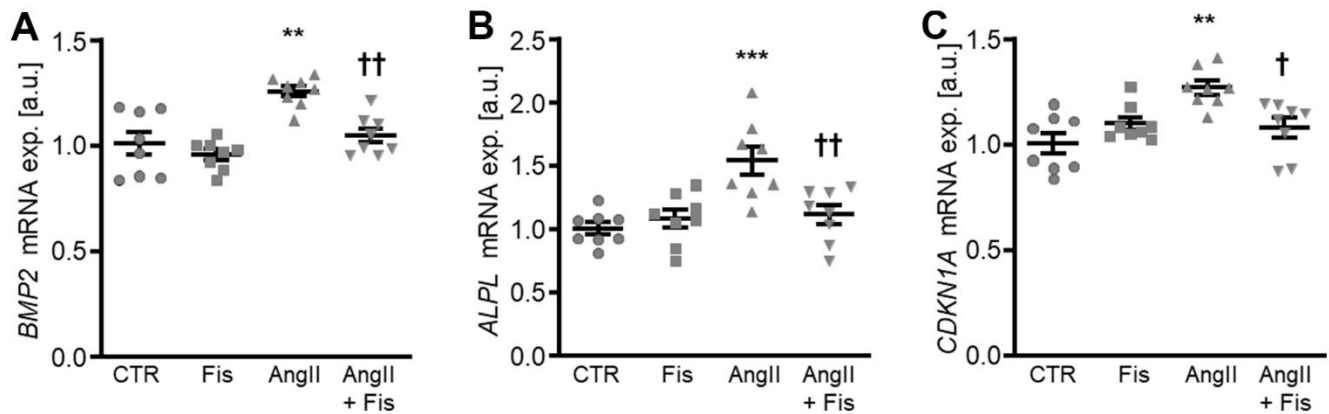 A
BMP2 mRNA exp. [a.u.]
1.5
1.0
0.5
0.0
**
††
CTR
Fis
AngII
AngII
+ Fis
B
ALPL mRNA exp. [a.u.]
2.5
2.0
1.5
1.0
0.5
0.0
***
††
CTR
Fis
AngII
AngII
+ Fis
C
CDKN1A mRNA exp. [a.u.]
1.5
1.0
0.5
0.0
**
†
CTR
Fis
AngII
AngII
+ Fis